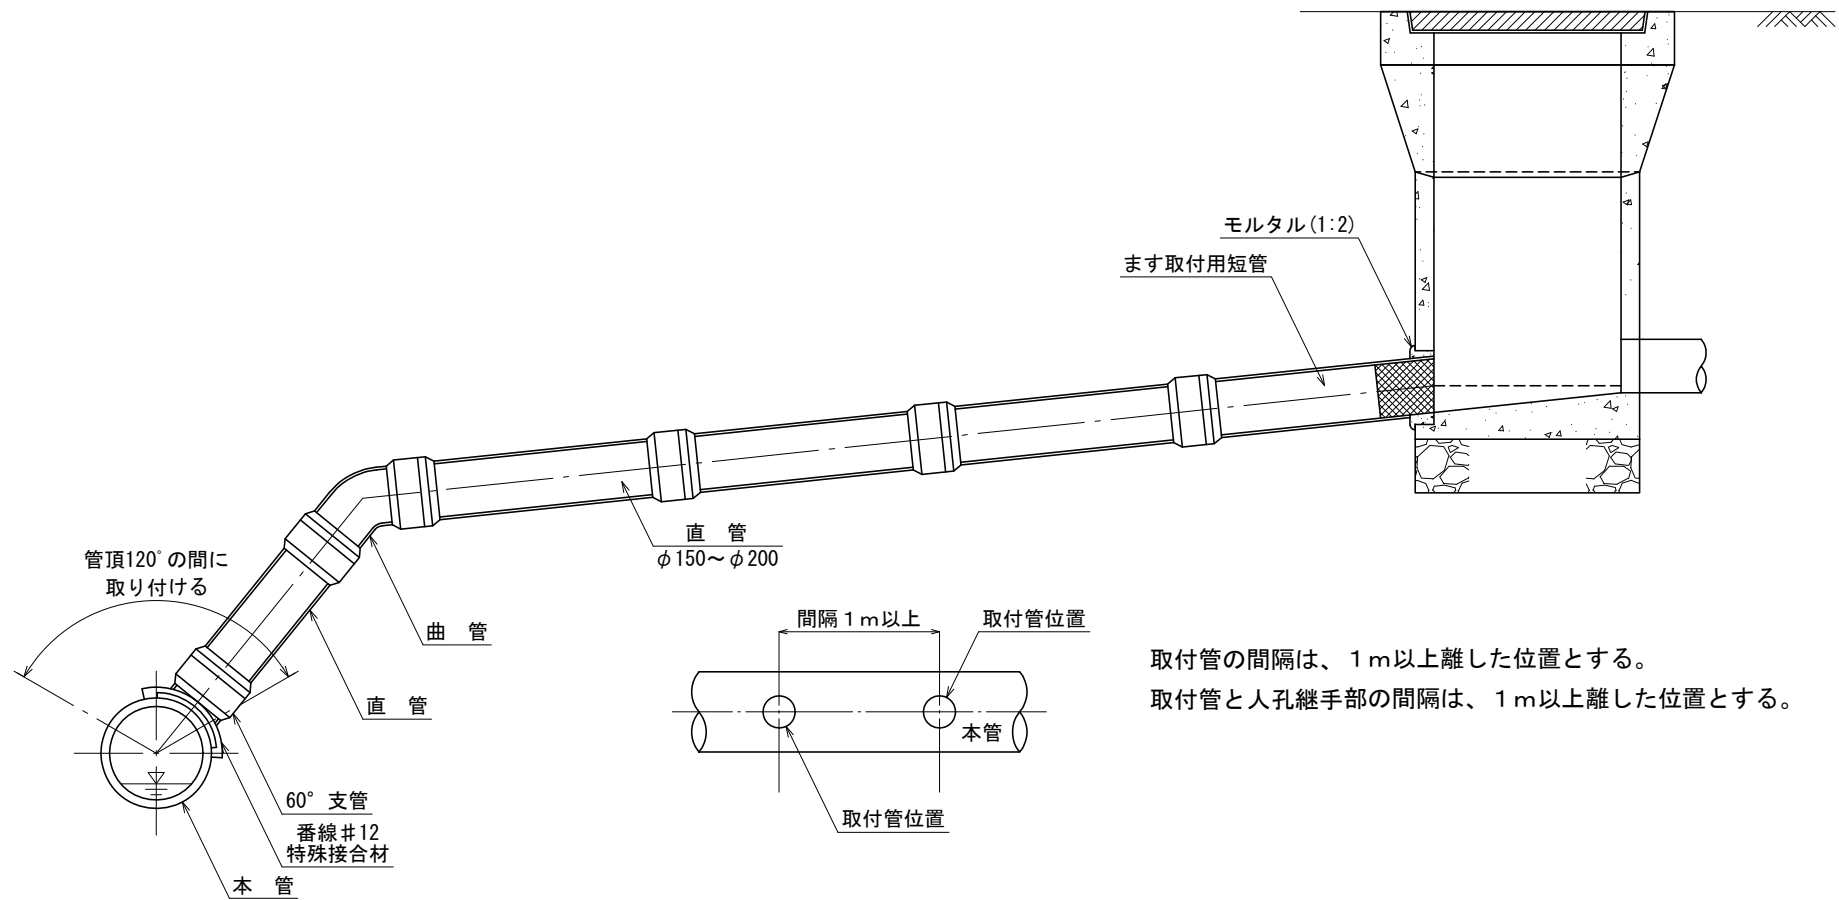 モルタル(1:2)
ます取付用短管
直　管
φ150～φ200
管頂120°の間に
取り付ける
曲　管
直　管
60°支管
番線＃12
特殊接合材
本　管
間隔１ｍ以上
取付管位置
本管
取付管位置
取付管の間隔は、１ｍ以上離した位置とする。
取付管と人孔継手部の間隔は、１ｍ以上離した位置とする。